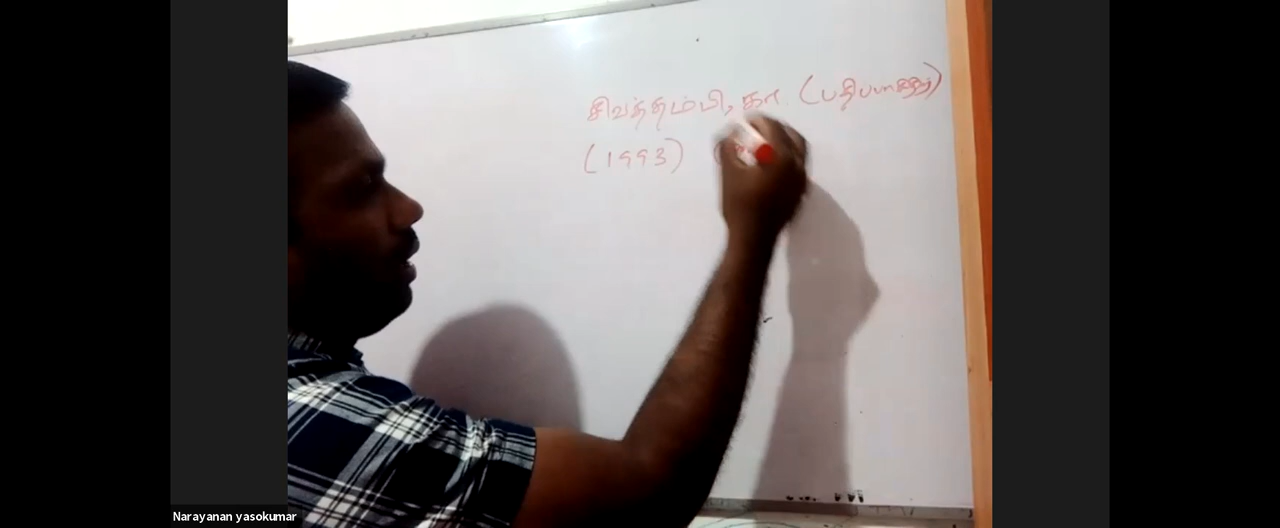 சிவத்தம்பி, கா. (பதிப்பாசிரியர்)
(1993) (
Narayanan yasokumar